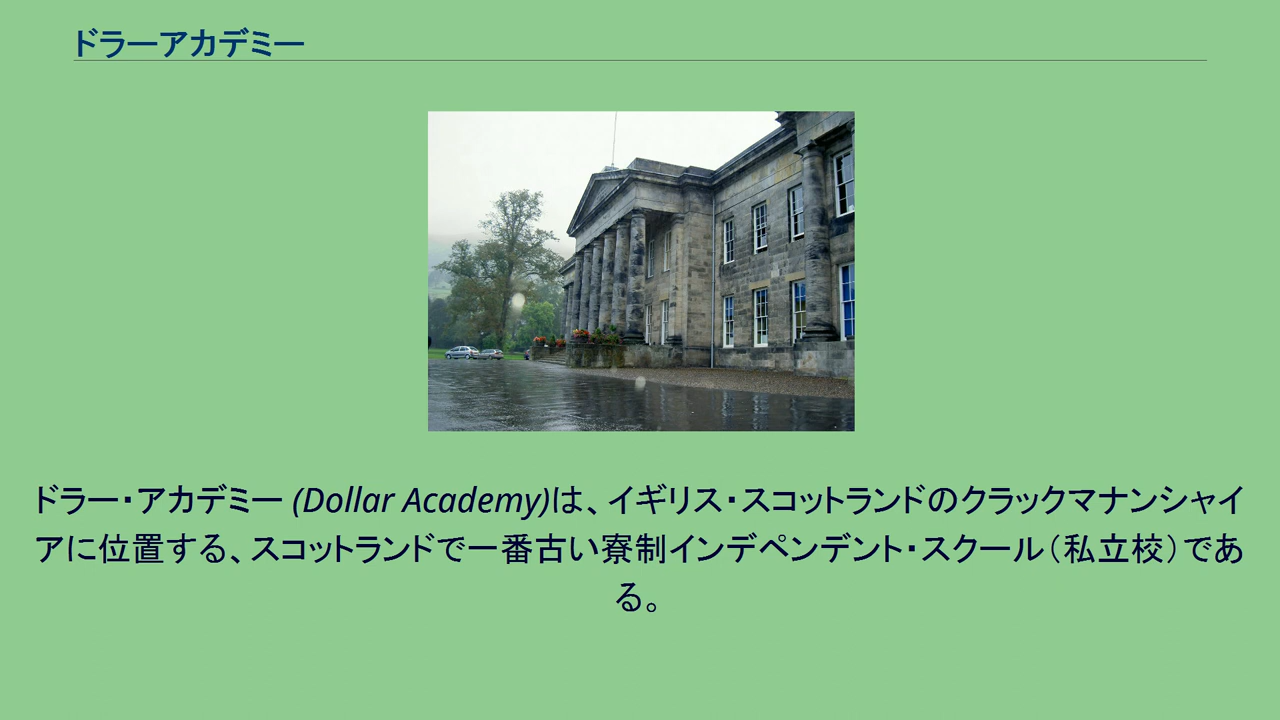 ドラーアカデミー
ドラー・アカデミー (Dollar Academy)は、イギリス・スコットランドのクラックマナンシャイ
アに位置する、スコットランドで一番古い寮制インデペンデント・スクール（私立校）であ
る。